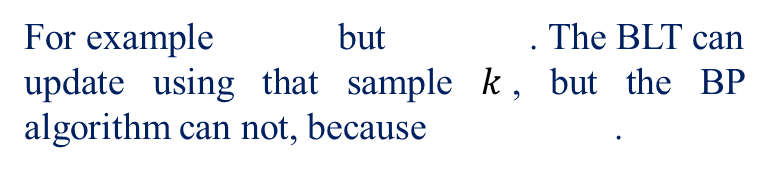 For example but . The BLT can
update using that sample k , but the BP
algorithm can not, because .